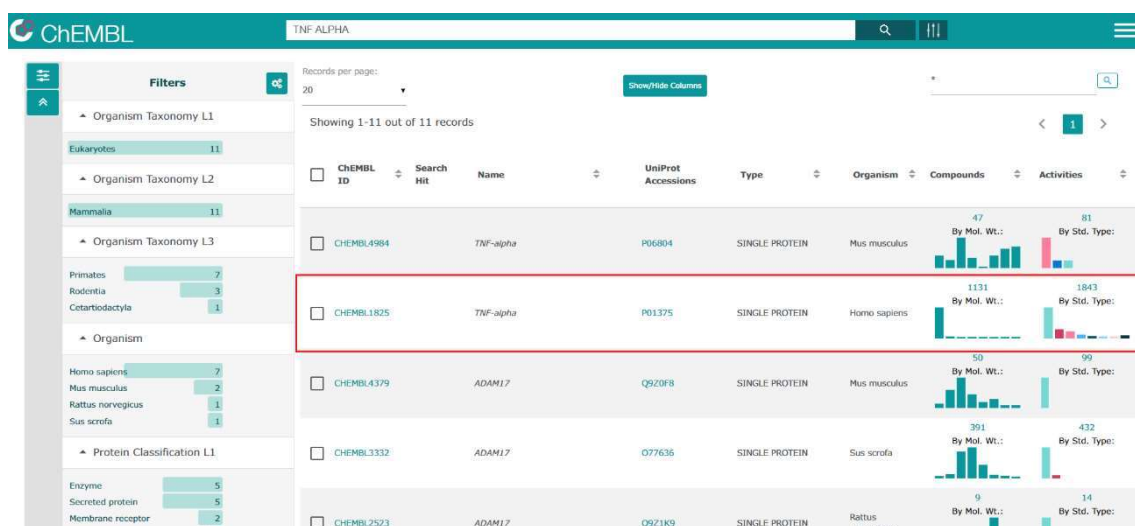 ChEMBL
TNF ALPHA
Filters
Organism Taxonomy L1
Eukaryotes 11
Organism Taxonomy L2
Mammalia 11
Organism Taxonomy L3
Primates 7
Rodentia 3
Cetartiodactyla 1
Organism
Homo sapiens 7
Mus musculus 2
Rattus norvegicus 1
Sus scrofa 1
Protein Classification L1
Enzyme 5
Secreted protein 5
Membrane receptor 2
Records per page:
20
Show/Hide Columns
*
Showing 1-11 out of 11 records
< 1 >
ChEMBL ID Search Hit Name UniProt Accessions Type Organism Compounds Activities
CHEMBL4984 TNF-alpha P06804 SINGLE PROTEIN Mus musculus 47 By Mol. Wt.: 81 By Std. Type:
CHEMBL1825 TNF-alpha P01375 SINGLE PROTEIN Homo sapiens 1131 By Mol. Wt.: 1843 By Std. Type:
CHEMBL4379 ADAM17 Q9Z0F8 SINGLE PROTEIN Mus musculus 50 By Mol. Wt.: 99 By Std. Type:
CHEMBL3332 ADAM17 O77636 SINGLE PROTEIN Sus scrofa 391 By Mol. Wt.: 432 By Std. Type:
CHEMBL2523 ADAM17 Q9Z1K9 SINGLE PROTEIN Rattus 9 By Mol. Wt.: 14 By Std. Type: